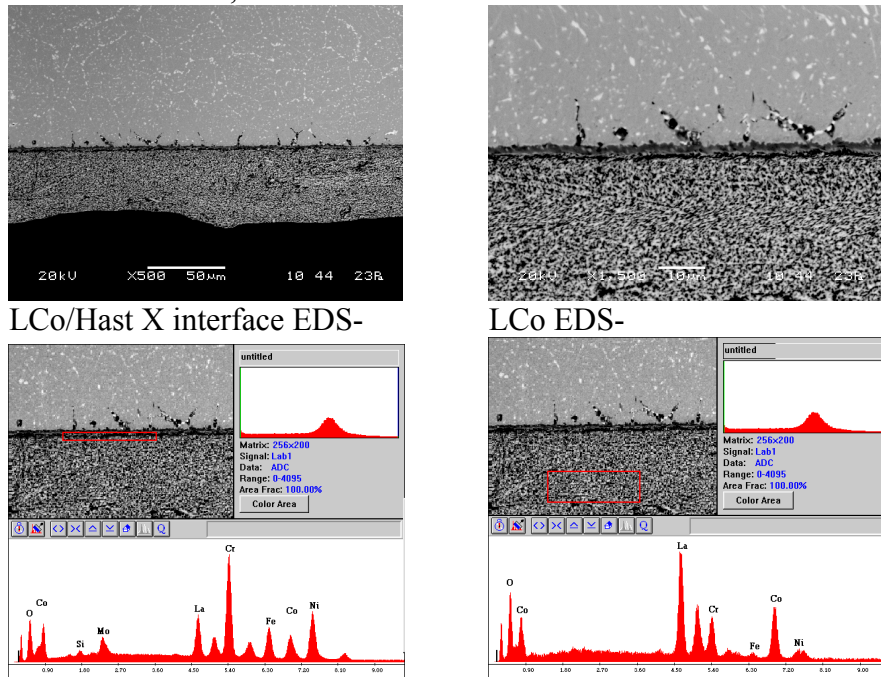 20kV X500 50µm 10 44 23R
20kV X1,500 10µm 10 44 23R
LCo/Hast X interface EDS-
LCo EDS-
untitled
Matrix: 256x200
Signal: Lab1
Data: ADC
Range: 0-4095
Area Frac: 100.00%
Color Area
Q
O Co Si Mo La Cr Fe Co Ni
0.90 1.80 2.70 3.60 4.50 5.40 6.30 7.20 8.10 9.00
untitled
Matrix: 256x200
Signal: Lab1
Data: ADC
Range: 0-4095
Area Frac: 100.00%
Color Area
Q
O Co La Cr Fe Co Ni
0.90 1.80 2.70 3.60 4.50 5.40 6.30 7.20 8.10 9.00